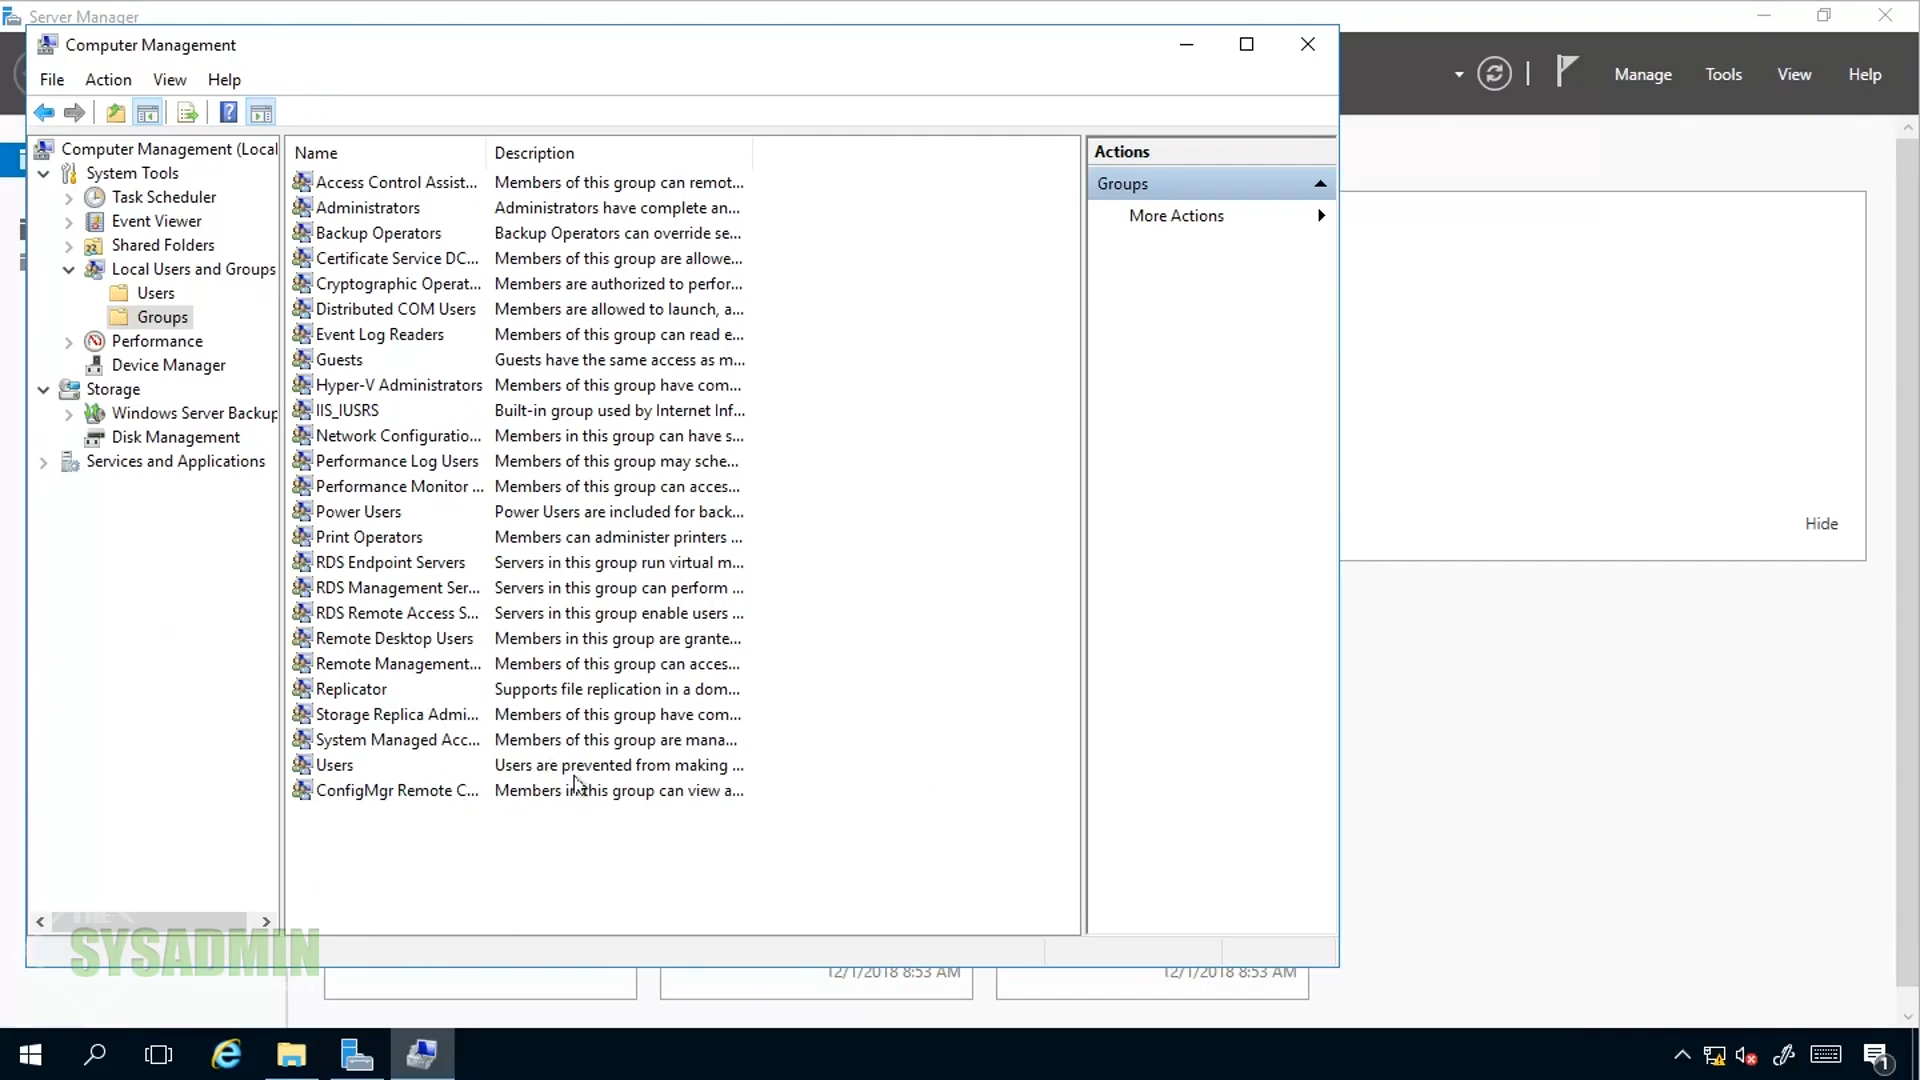 Server Manager
Computer Management
File Action View Help
Manage Tools View Help
Computer Management (Local
System Tools
Task Scheduler
Event Viewer
Shared Folders
Local Users and Groups
Users
Groups
Performance
Device Manager
Storage
Windows Server Backup
Disk Management
Services and Applications
Name Description
Access Control Assist... Members of this group can remot...
Administrators Administrators have complete an...
Backup Operators Backup Operators can override se...
Certificate Service DC... Members of this group are allowe...
Cryptographic Operat... Members are authorized to perfor...
Distributed COM Users Members are allowed to launch, a...
Event Log Readers Members of this group can read e...
Guests Guests have the same access as m...
Hyper-V Administrators Members of this group have com...
IIS_IUSRS Built-in group used by Internet Inf...
Network Configuratio... Members in this group can have s...
Performance Log Users Members of this group may sche...
Performance Monitor ... Members of this group can acces...
Power Users Power Users are included for back...
Print Operators Members can administer printers ...
RDS Endpoint Servers Servers in this group run virtual m...
RDS Management Ser... Servers in this group can perform ...
RDS Remote Access S... Servers in this group enable users ...
Remote Desktop Users Members in this group are grante...
Remote Management... Members of this group can acces...
Replicator Supports file replication in a dom...
Storage Replica Admi... Members of this group have com...
System Managed Acc... Members of this group are mana...
Users Users are prevented from making ...
ConfigMgr Remote C... Members in this group can view a...
Actions
Groups
More Actions
Hide
THE
SYSADMIN
12/1/2018 8:53 AM 12/1/2018 8:53 AM
1